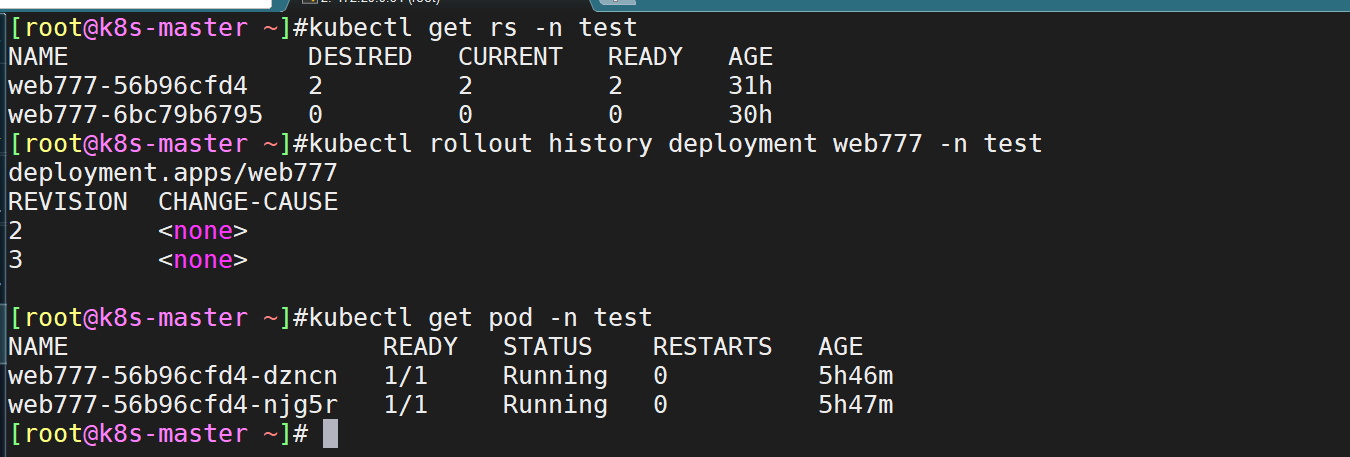 [root@k8s-master ~]#kubectl get rs -n test
NAME                DESIRED   CURRENT   READY   AGE
web777-56b96cfd4    2         2         2       31h
web777-6bc79b6795   0         0         0       30h
[root@k8s-master ~]#kubectl rollout history deployment web777 -n test
deployment.apps/web777
REVISION  CHANGE-CAUSE
2         <none>
3         <none>
[root@k8s-master ~]#kubectl get pod -n test
NAME                     READY   STATUS    RESTARTS   AGE
web777-56b96cfd4-dzncn   1/1     Running   0          5h46m
web777-56b96cfd4-njg5r   1/1     Running   0          5h47m
[root@k8s-master ~]#